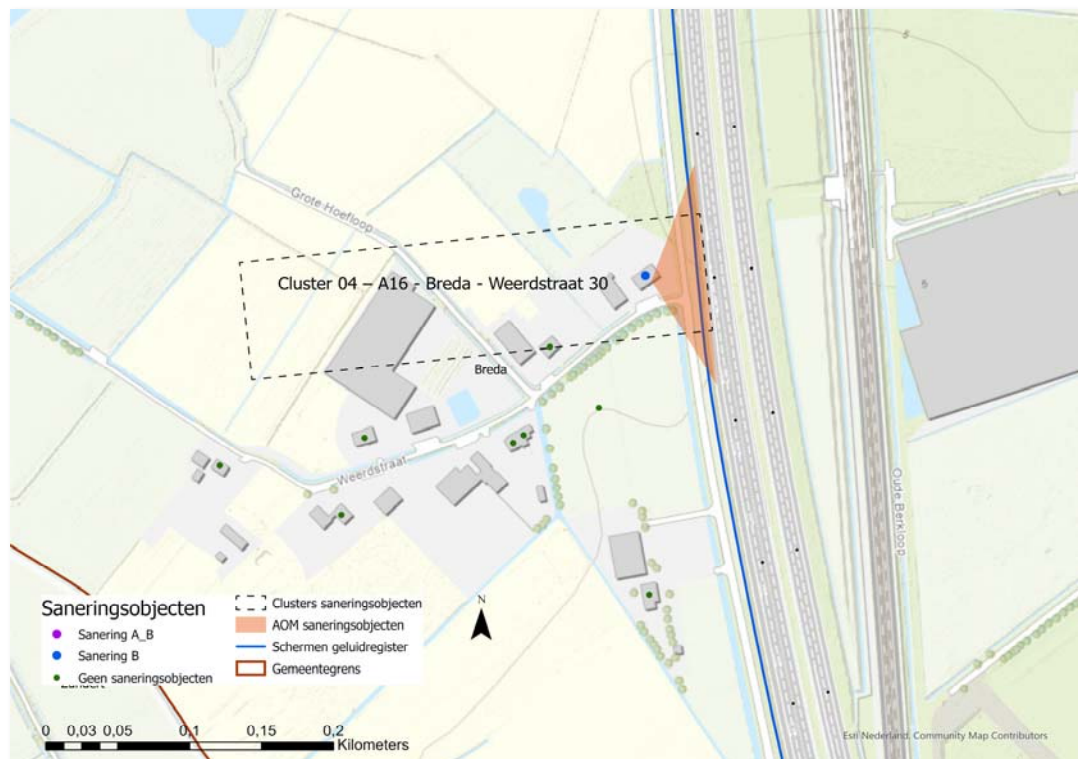 5
Grote Hoefloop
Cluster 04 – A16 - Breda - Weerdstraat 30
5
Breda
Weerdstraat
Oude Berkloop
N
Saneringsobjecten
Sanering A_B
Sanering B
Geen saneringsobjecten
Clusters saneringsobjecten
AOM saneringsobjecten
Schermen geluidregister
Gemeentegrens
0 0,03 0,05 0,1 0,15 0,2
Kilometers
Esri Nederland, Community Map Contributors